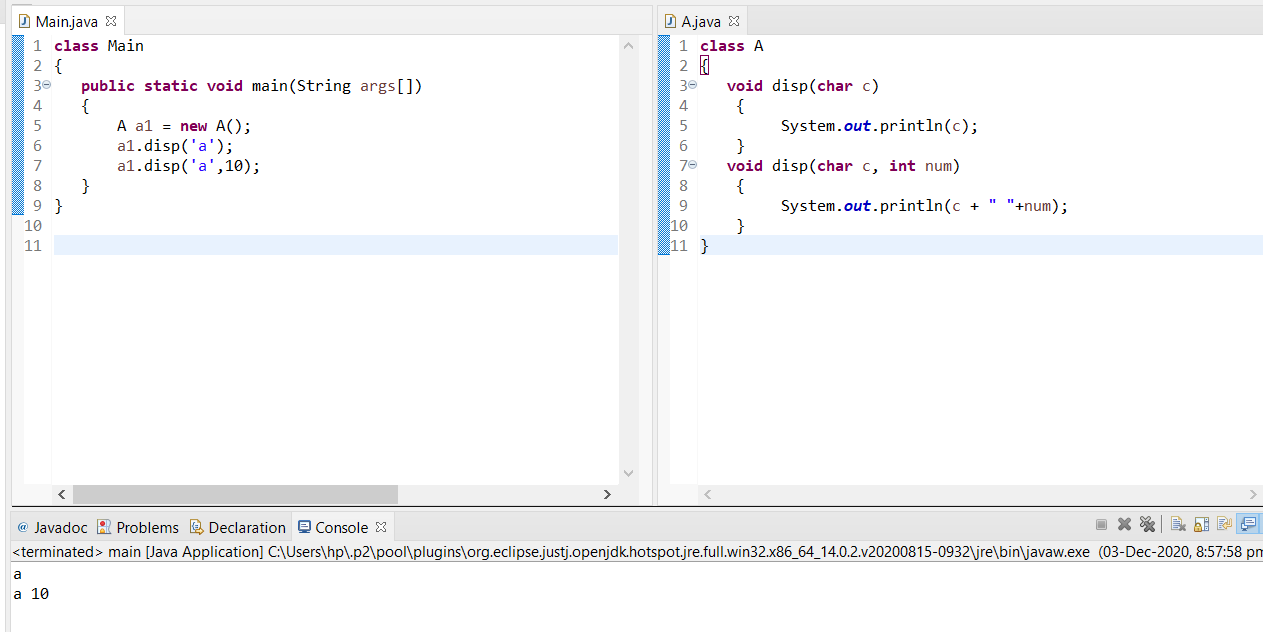 Main.java
1 class Main
2 {
3 public static void main(String args[])
4 {
5 A a1 = new A();
6 a1.disp('a');
7 a1.disp('a',10);
8 }
9 }
10
11
A.java
1 class A
2 {
3 void disp(char c)
4 {
5 System.out.println(c);
6 }
7 void disp(char c, int num)
8 {
9 System.out.println(c + " "+num);
10 }
11 }
@ Javadoc Problems Declaration Console
<terminated> main [Java Application] C:\Users\hp\.p2\pool\plugins\org.eclipse.justj.openjdk.hotspot.jre.full.win32.x86_64_14.0.2.v20200815-0932\jre\bin\javaw.exe (03-Dec-2020, 8:57:58 pm
a
a 10